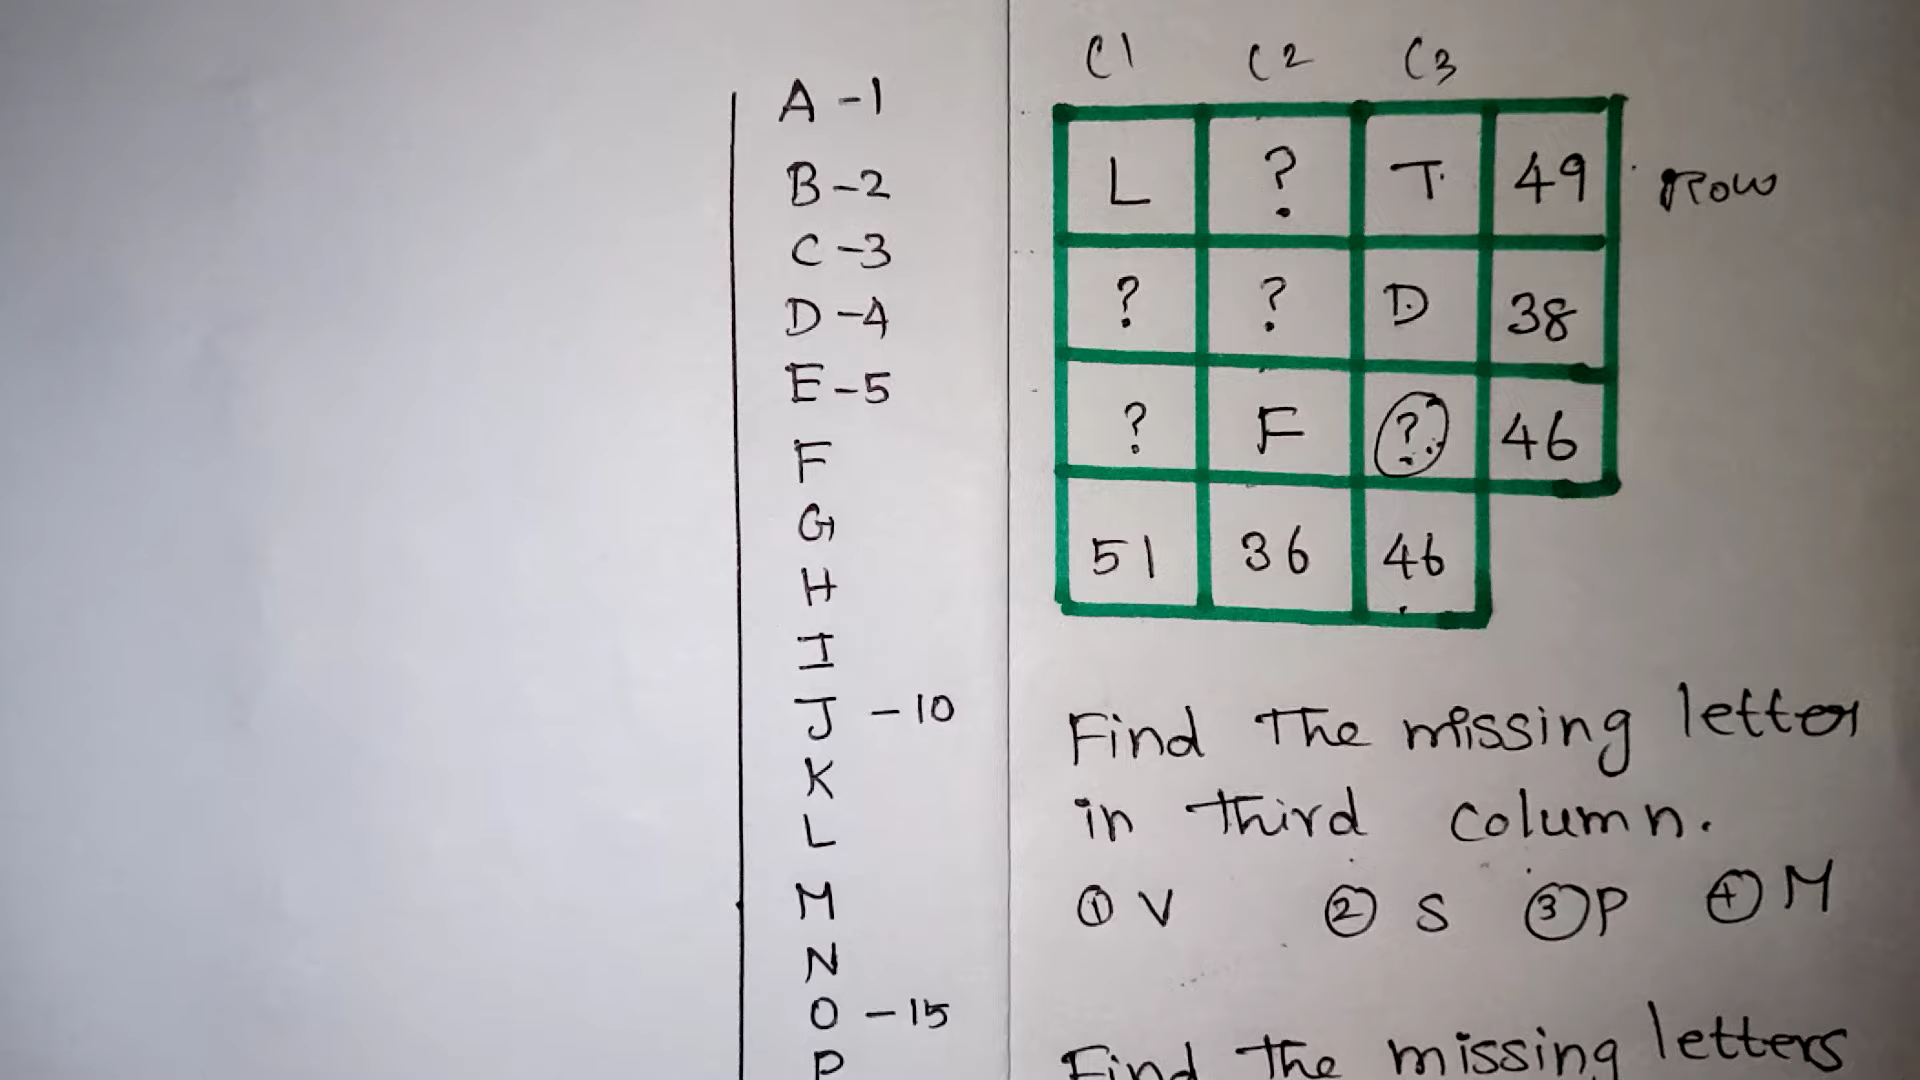 A -1
B -2
C -3
D -4
E -5
F
G
H
I
J - 10
K
L
M
N
O - 15
P
C1 C2 C3
L ? T 49 Row
? ? D 38
? F ? 46
51 36 46
Find The missing letter
in third column.
① V ② S ③ P ④ M
Find the missing letters